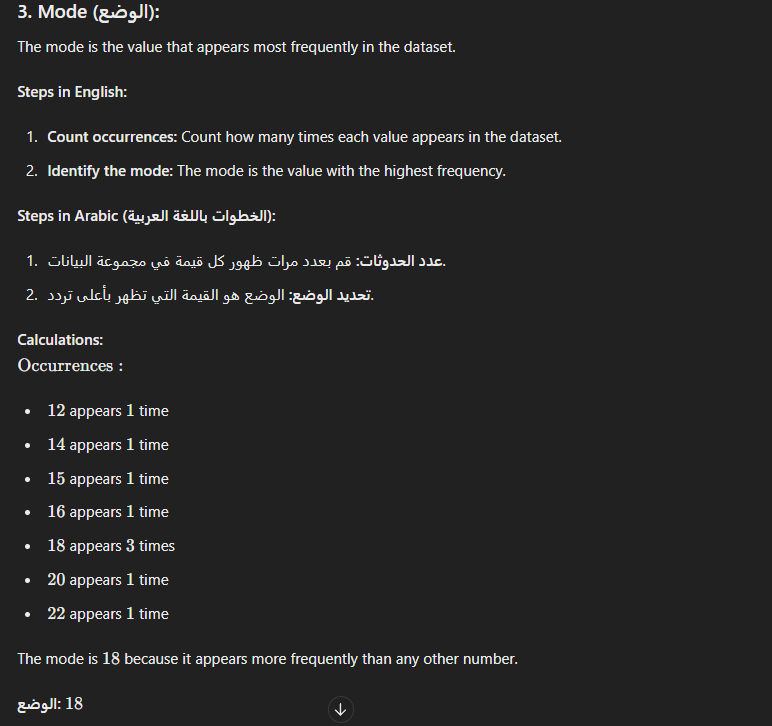 3. Mode (الوضع):
The mode is the value that appears most frequently in the dataset.
Steps in English:
1. Count occurrences: Count how many times each value appears in the dataset.
2. Identify the mode: The mode is the value with the highest frequency.
Steps in Arabic (الخطوات باللغة العربية):
1. عدد الحدوثات: قم بعدد مرات ظهور كل قيمة في مجموعة البيانات.
2. تحديد الوضع: الوضع هو القيمة التي تظهر بأعلى تردد.
Calculations:
Occurrences :
• 12 appears 1 time
• 14 appears 1 time
• 15 appears 1 time
• 16 appears 1 time
• 18 appears 3 times
• 20 appears 1 time
• 22 appears 1 time
The mode is 18 because it appears more frequently than any other number.
الوضع: 18